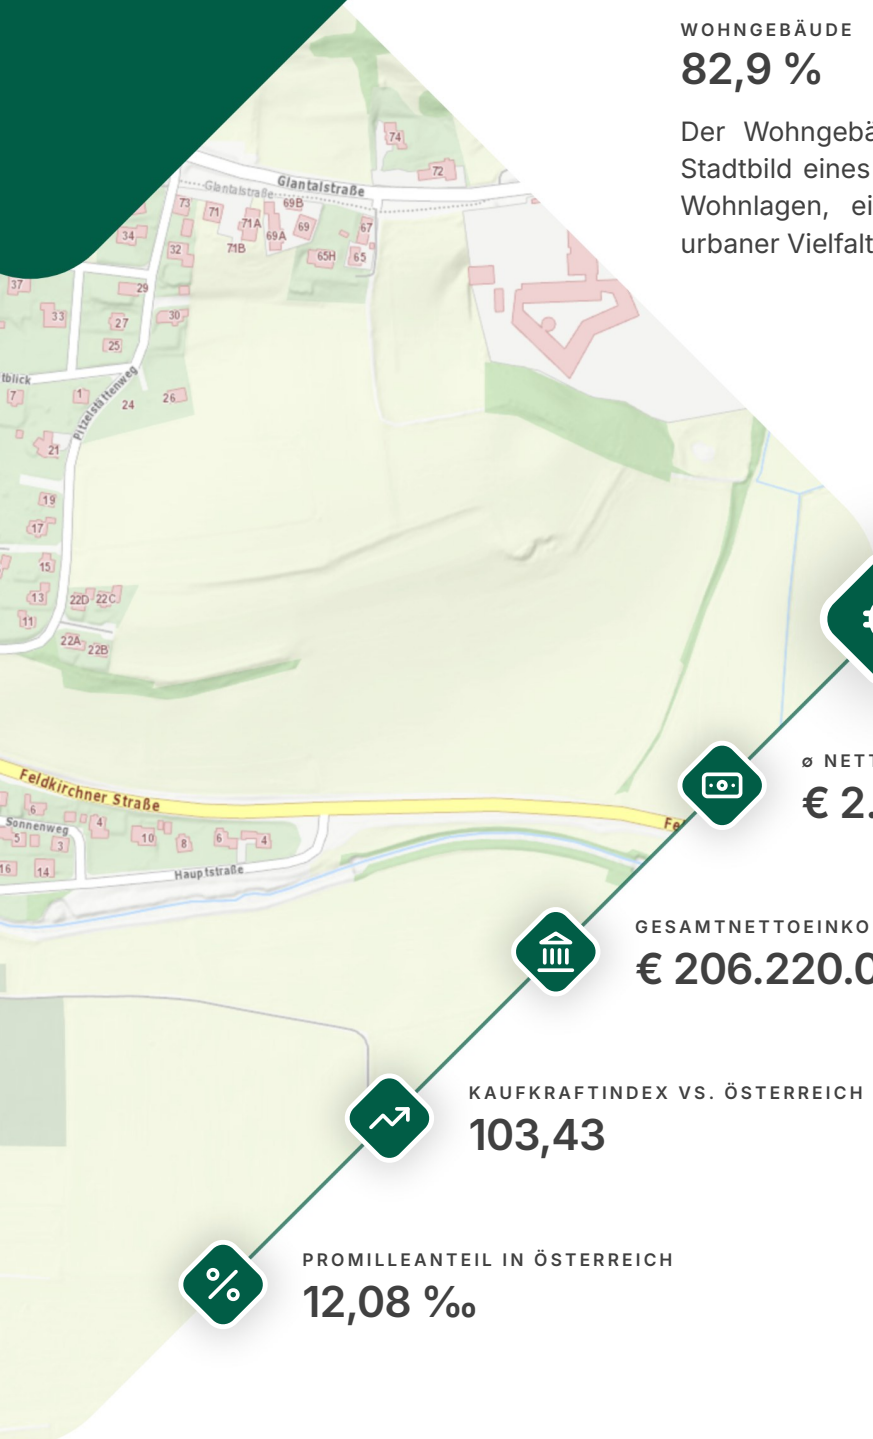 WOHNGEBÄUDE
82,9 %
Der Wohngebä
Stadtbild eines
Wohnlagen, ei
urbaner Vielfalt
74
72
Glantalstraße
Glantalstraße
73
71
69B
71A
69
67
34
69A
71B
32
65H
65
37
29
33
27
30
25
tblick
7
1
Pitzelstättenweg
24
26
21
19
17
15
13
22D
22C
11
22A
22B
ø NETT
€ 2.
Feldkirchner Straße
Fe
6
4
Sonnenweg
5
3
10
8
6
4
16
14
Hauptstraße
GESAMTNETTOEINKO
€ 206.220.0
KAUFKRAFTINDEX VS. ÖSTERREICH
103,43
PROMILLEANTEIL IN ÖSTERREICH
12,08 ‰